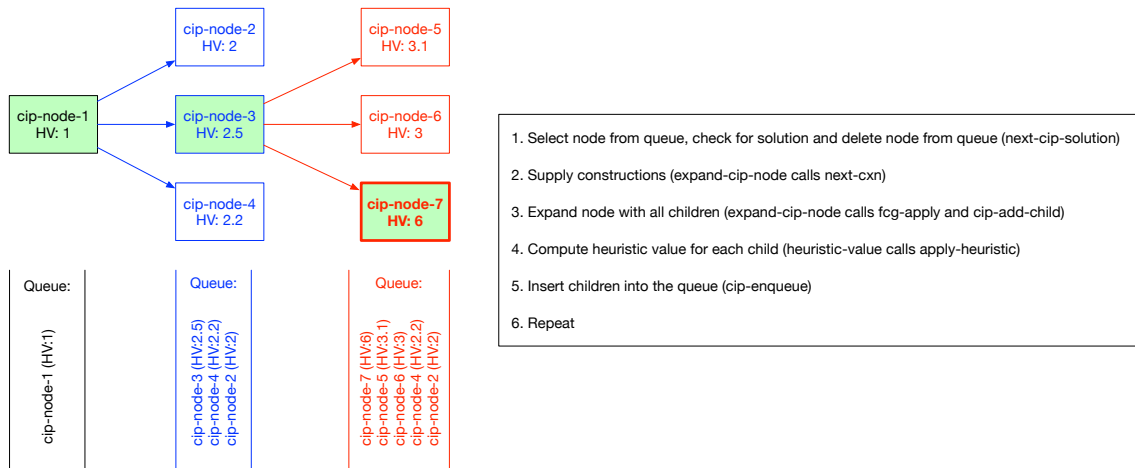 cip-node-1
HV: 1
cip-node-2
HV: 2
cip-node-3
HV: 2.5
cip-node-4
HV: 2.2
cip-node-5
HV: 3.1
cip-node-6
HV: 3
cip-node-7
HV: 6
Queue:
cip-node-1 (HV:1)
Queue:
cip-node-3 (HV:2.5)
cip-node-4 (HV:2.2)
cip-node-2 (HV:2)
Queue:
cip-node-7 (HV:6)
cip-node-5 (HV:3.1)
cip-node-6 (HV:3)
cip-node-4 (HV:2.2)
cip-node-2 (HV:2)
1. Select node from queue, check for solution and delete node from queue (next-cip-solution)
2. Supply constructions (expand-cip-node calls next-cxn)
3. Expand node with all children (expand-cip-node calls fcg-apply and cip-add-child)
4. Compute heuristic value for each child (heuristic-value calls apply-heuristic)
5. Insert children into the queue (cip-enqueue)
6. Repeat